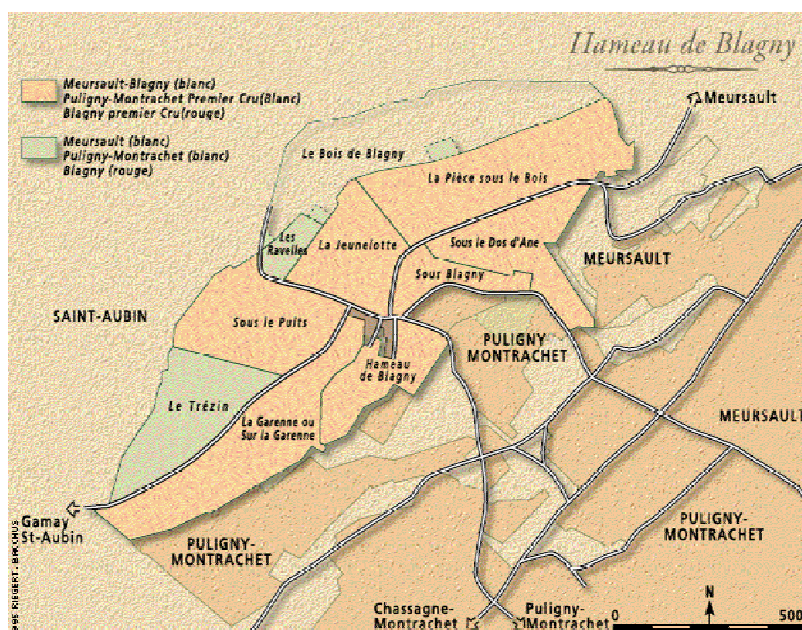 Hameau de Blagny
Meursault-Blagny (blanc)
Puligny-Montrachet Premier Cru(Blanc)
Blagny premier Cru(rouge)
Meursault (blanc)
Puligny-Montrachet (blanc)
Blagny (rouge)
Meursault
Le Bois de Blagny
La Pièce sous le Bois
Les
Ravelles
La Jeunelotte
Sous le Dos d'Ane
Sous Blagny
MEURSAULT
SAINT-AUBIN
Sous le Puits
PULIGNY
MONTRACHET
Hameau
de Blagny
Le Trézin
La Garenne ou
Sur la Garenne
MEURSAULT
Gamay
St-Aubin
PULIGNY-
MONTRACHET
PULIGNY-
MONTRACHET
Chassagne-
Montrachet
Puligny-
Montrachet
N
0
500